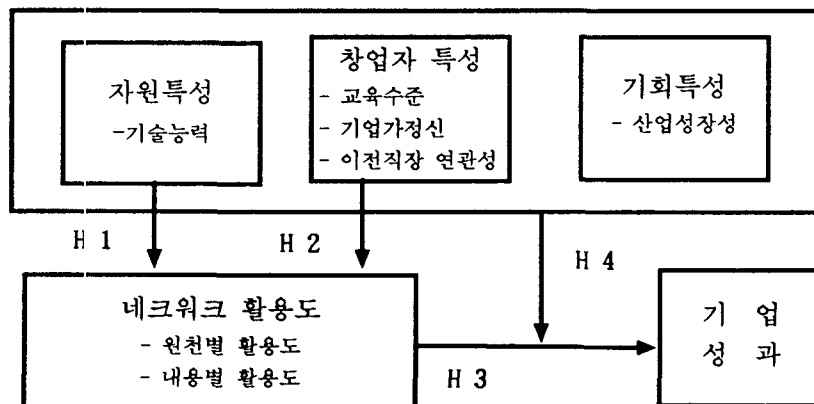 자원특성
-기술능력
창업자 특성
- 교육수준
- 기업가정신
- 이전직장 연관성
기회특성
- 산업성장성
H 1
H 2
H 4
네크워크 활용도
- 원천별 활용도
- 내용별 활용도
H 3
기 업
성 과